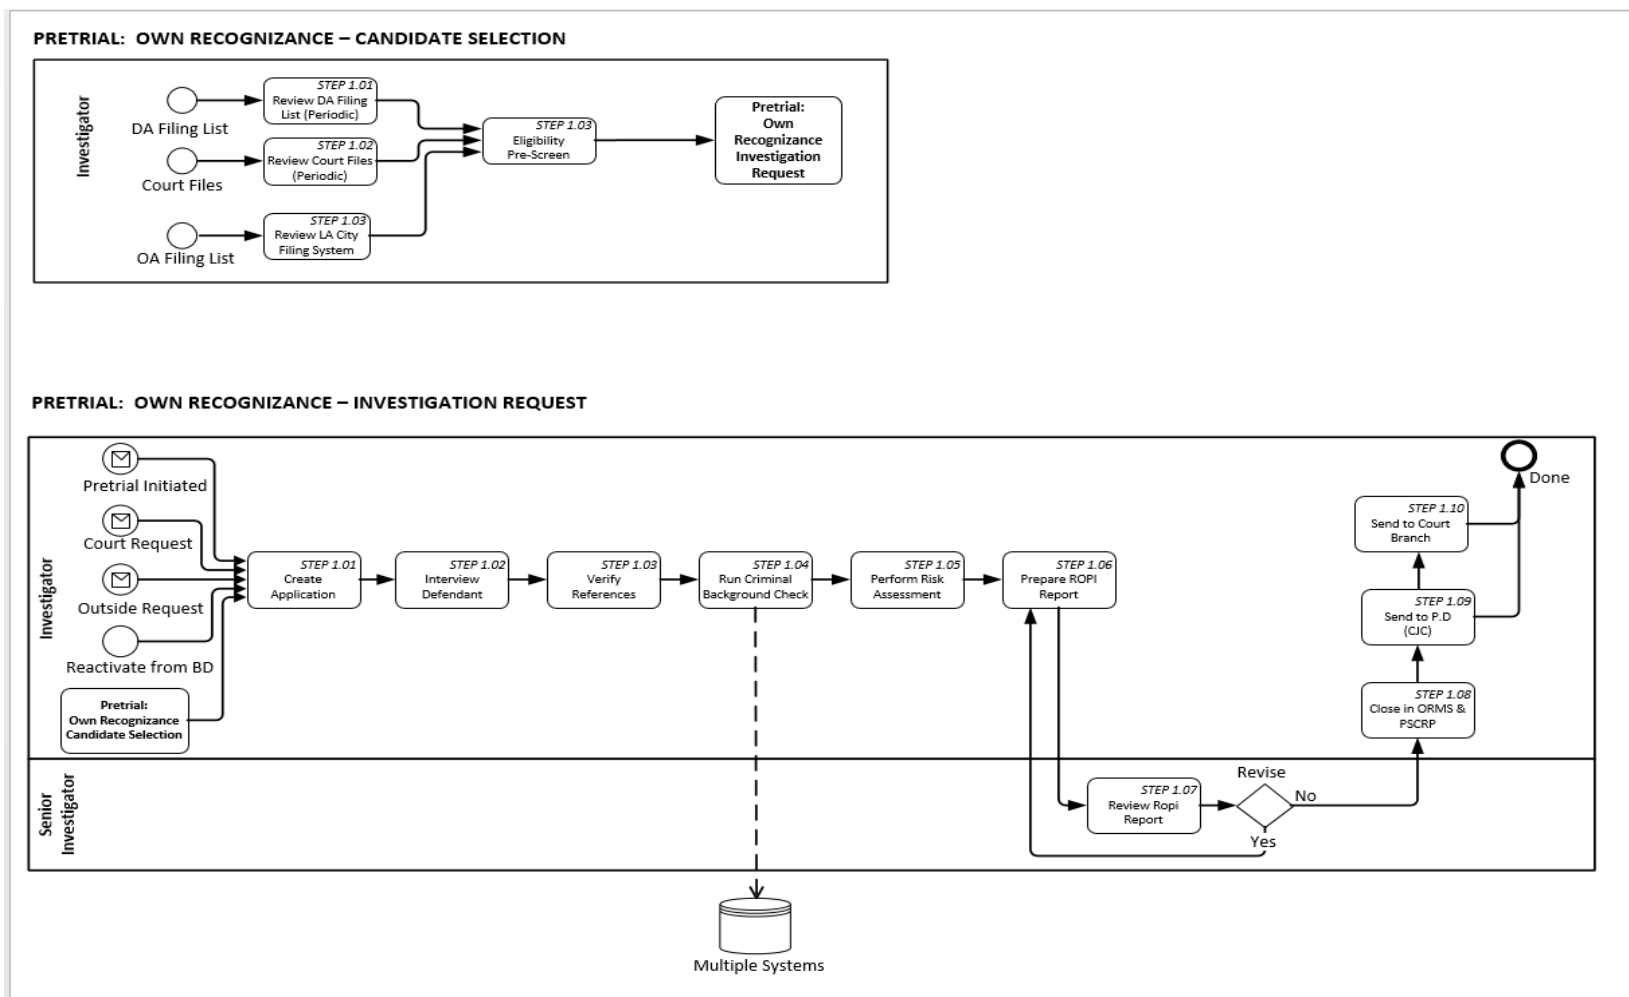 PRETRIAL: OWN RECOGNIZANCE – CANDIDATE SELECTION
Investigator
DA Filing List
STEP 1.01
Review DA Filing
List (Periodic)
Court Files
STEP 1.02
Review Court Files
(Periodic)
OA Filing List
STEP 1.03
Review LA City
Filing System
STEP 1.03
Eligibility
Pre-Screen
Pretrial:
Own
Recognizance
Investigation
Request
PRETRIAL: OWN RECOGNIZANCE – INVESTIGATION REQUEST
Investigator
Pretrial Initiated
Court Request
Outside Request
Reactivate from BD
Pretrial:
Own Recognizance
Candidate Selection
STEP 1.01
Create
Application
STEP 1.02
Interview
Defendant
STEP 1.03
Verify
References
STEP 1.04
Run Criminal
Background Check
STEP 1.05
Perform Risk
Assessment
STEP 1.06
Prepare ROPI
Report
Done
STEP 1.10
Send to Court
Branch
STEP 1.09
Send to P.D
(CJC)
STEP 1.08
Close in ORMS &
PSCRP
Senior
Investigator
STEP 1.07
Review Ropi
Report
Revise
No
Yes
Multiple Systems